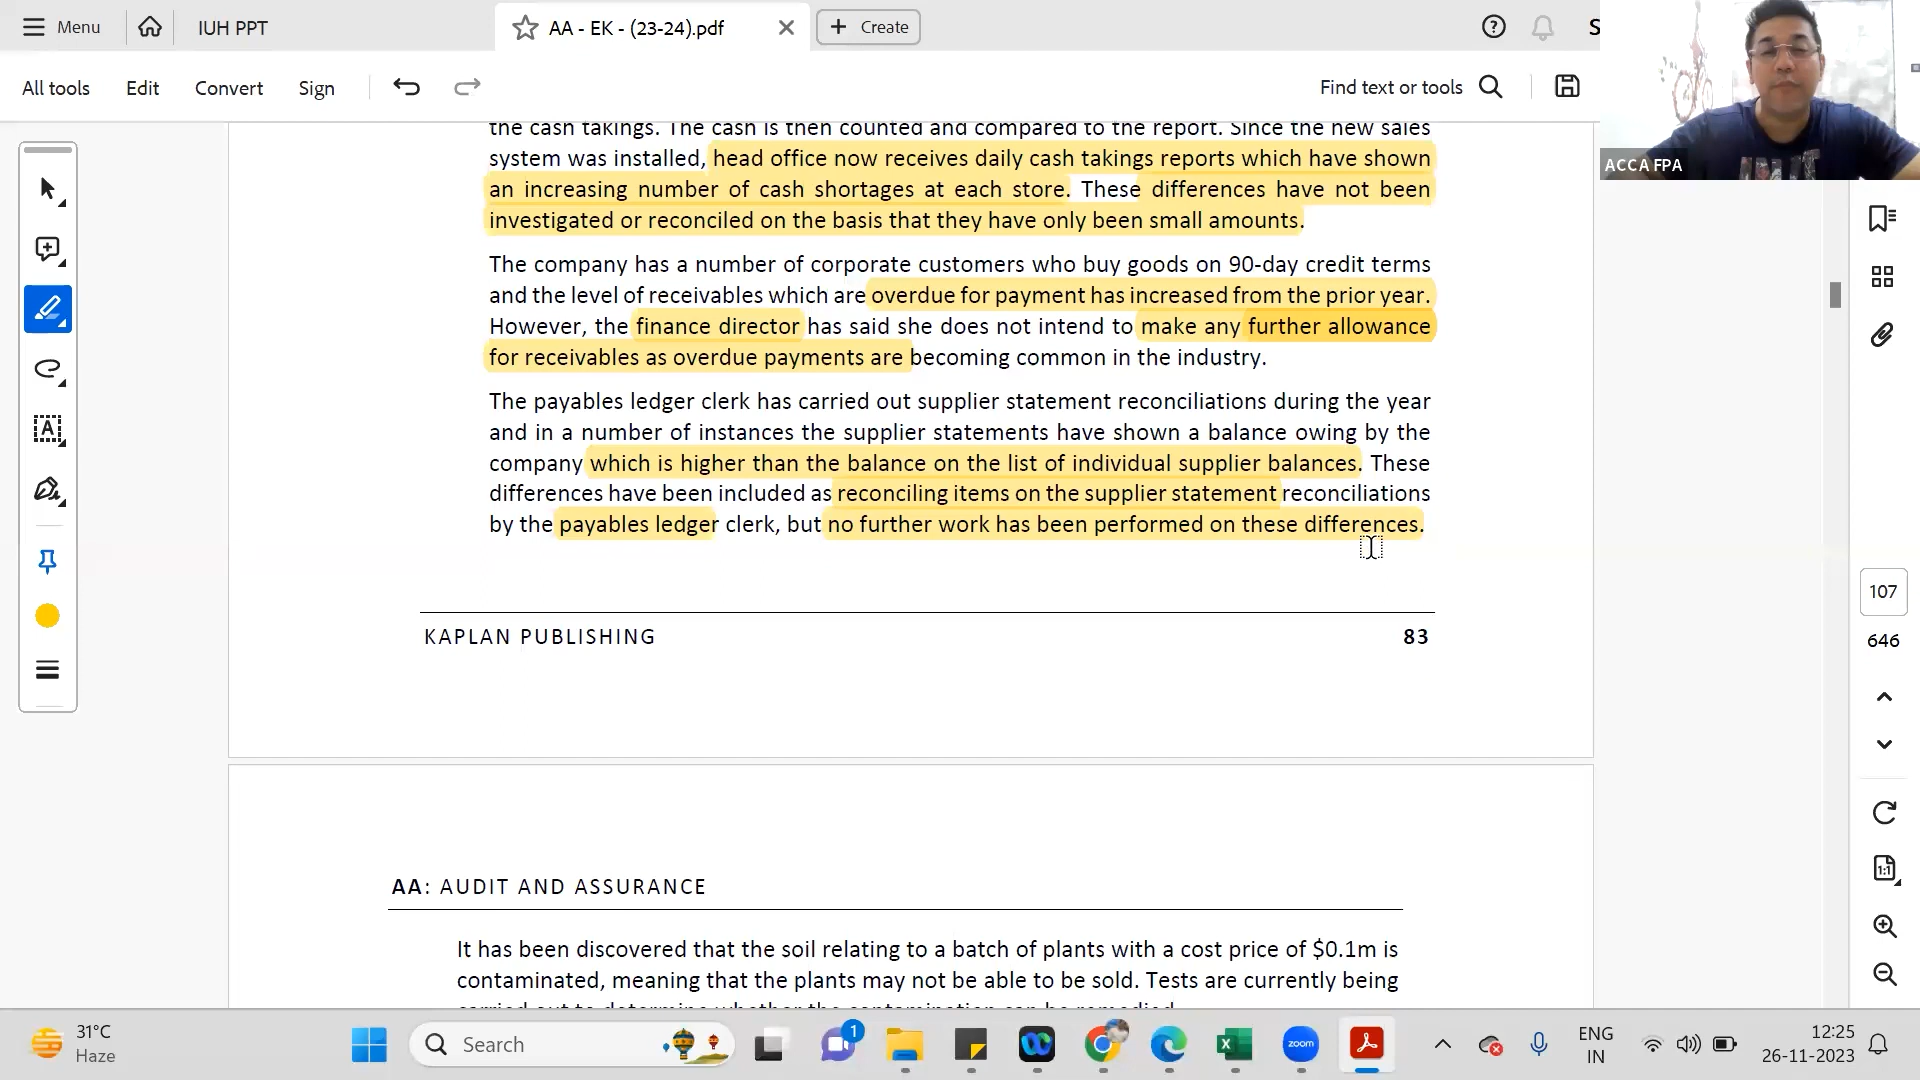 Menu
IUH PPT
AA - EK - (23-24).pdf
Create
All tools
Edit
Convert
Sign
Find text or tools
ACCA FPA
the cash takings. The cash is then counted and compared to the report. Since the new sales
system was installed, head office now receives daily cash takings reports which have shown
an increasing number of cash shortages at each store. These differences have not been
investigated or reconciled on the basis that they have only been small amounts.
The company has a number of corporate customers who buy goods on 90-day credit terms
and the level of receivables which are overdue for payment has increased from the prior year.
However, the finance director has said she does not intend to make any further allowance
for receivables as overdue payments are becoming common in the industry.
The payables ledger clerk has carried out supplier statement reconciliations during the year
and in a number of instances the supplier statements have shown a balance owing by the
company which is higher than the balance on the list of individual supplier balances. These
differences have been included as reconciling items on the supplier statement reconciliations
by the payables ledger clerk, but no further work has been performed on these differences.
KAPLAN PUBLISHING
83
107
646
AA: AUDIT AND ASSURANCE
It has been discovered that the soil relating to a batch of plants with a cost price of $0.1m is
contaminated, meaning that the plants may not be able to be sold. Tests are currently being
carried out to determine whether the contamination can be remedied.
31°C
Haze
Search
1
zoom
ENG
IN
12:25
26-11-2023